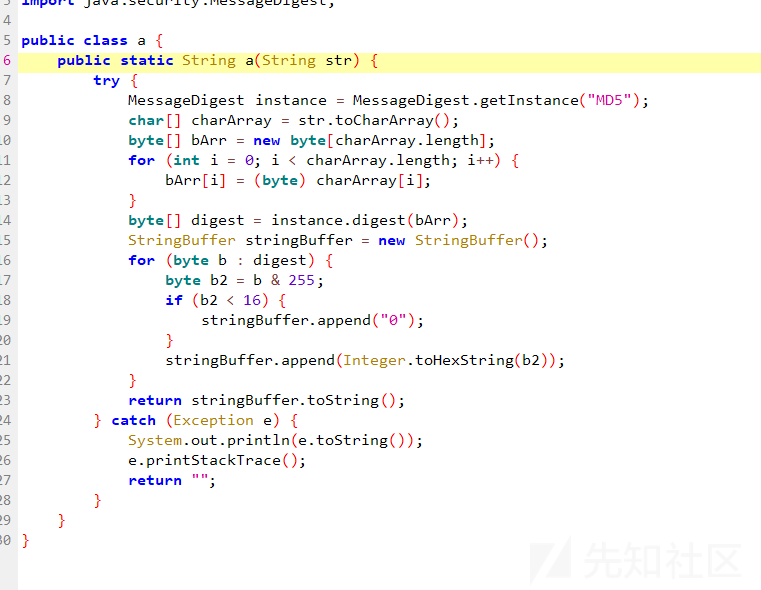 3 import java.security.MessageDigest;
4
5 public class a {
6 public static String a(String str) {
7 try {
8 MessageDigest instance = MessageDigest.getInstance("MD5");
9 char[] charArray = str.toCharArray();
10 byte[] bArr = new byte[charArray.length];
11 for (int i = 0; i < charArray.length; i++) {
12 bArr[i] = (byte) charArray[i];
13 }
14 byte[] digest = instance.digest(bArr);
15 StringBuffer stringBuffer = new StringBuffer();
16 for (byte b : digest) {
17 byte b2 = b & 255;
18 if (b2 < 16) {
19 stringBuffer.append("0");
20 }
21 stringBuffer.append(Integer.toHexString(b2));
22 }
23 return stringBuffer.toString();
24 } catch (Exception e) {
25 System.out.println(e.toString());
26 e.printStackTrace();
27 return "";
28 }
29 }
30 }
先知社区